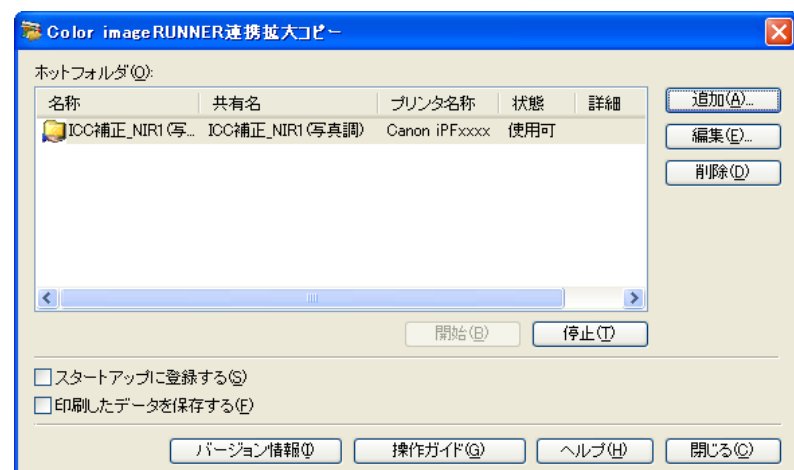 Color imageRUNNER連携拡大コピー
ホットフォルダ(O):
名称 共有名 プリンタ名称 状態 詳細
ICC補正_NIR1(写... ICC補正_NIR1(写真調) Canon iPFxxxx 使用可
追加(A)...
編集(E)...
削除(D)
開始(B) 停止(T)
スタートアップに登録する(S)
印刷したデータを保存する(F)
バージョン情報(I) 操作ガイド(G) ヘルプ(H) 閉じる(C)